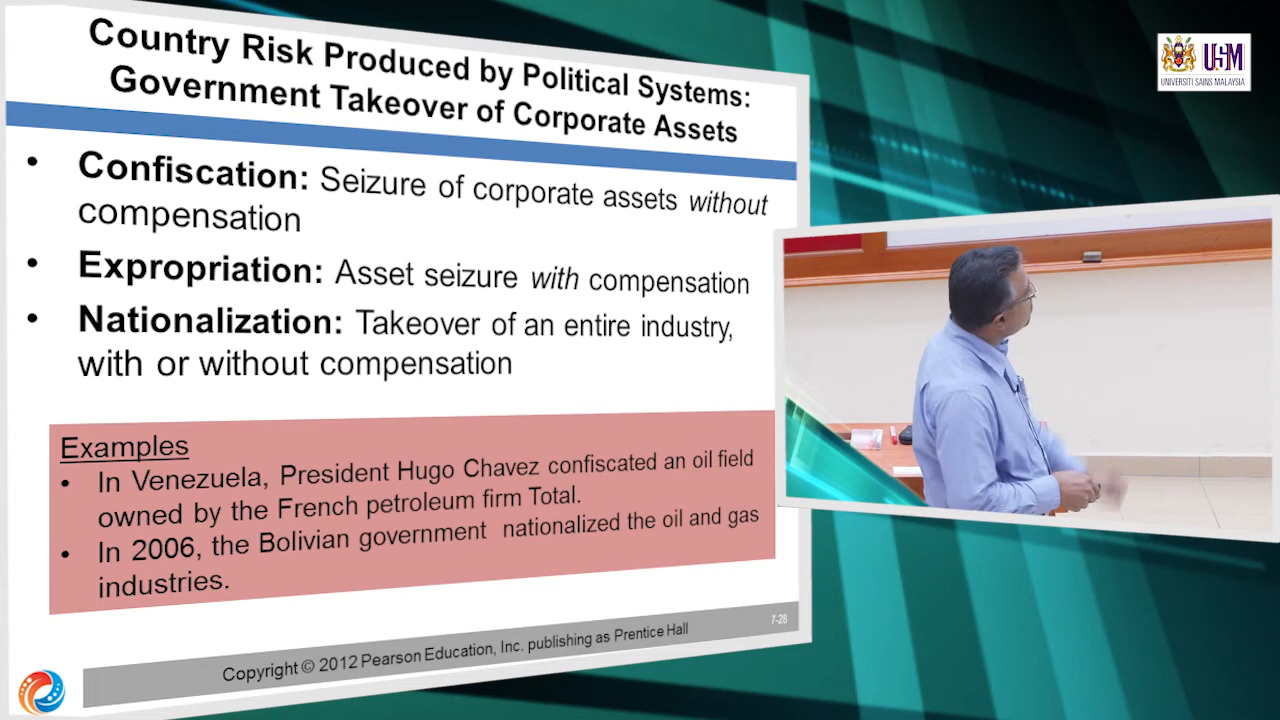 Country Risk Produced by Political Systems:
Government Takeover of Corporate Assets
• Confiscation: Seizure of corporate assets without
compensation
• Expropriation: Asset seizure with compensation
• Nationalization: Takeover of an entire industry,
with or without compensation
Examples
• In Venezuela, President Hugo Chavez confiscated an oil field
owned by the French petroleum firm Total.
• In 2006, the Bolivian government nationalized the oil and gas
industries.
Copyright © 2012 Pearson Education, Inc. publishing as Prentice Hall
7-28
USM
UNIVERSITI SAINS MALAYSIA